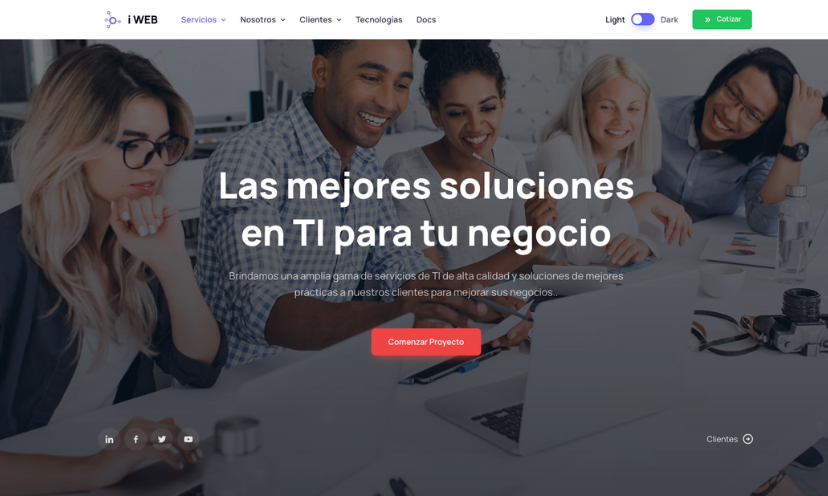 i WEB
Servicios
Nosotros
Clientes
Tecnologías
Docs
Light
Dark
Cotizar
Las mejores soluciones
en TI para tu negocio
Brindamos una amplia gama de servicios de TI de alta calidad y soluciones de mejores
prácticas a nuestros clientes para mejorar sus negocios..
Comenzar Proyecto
Clientes